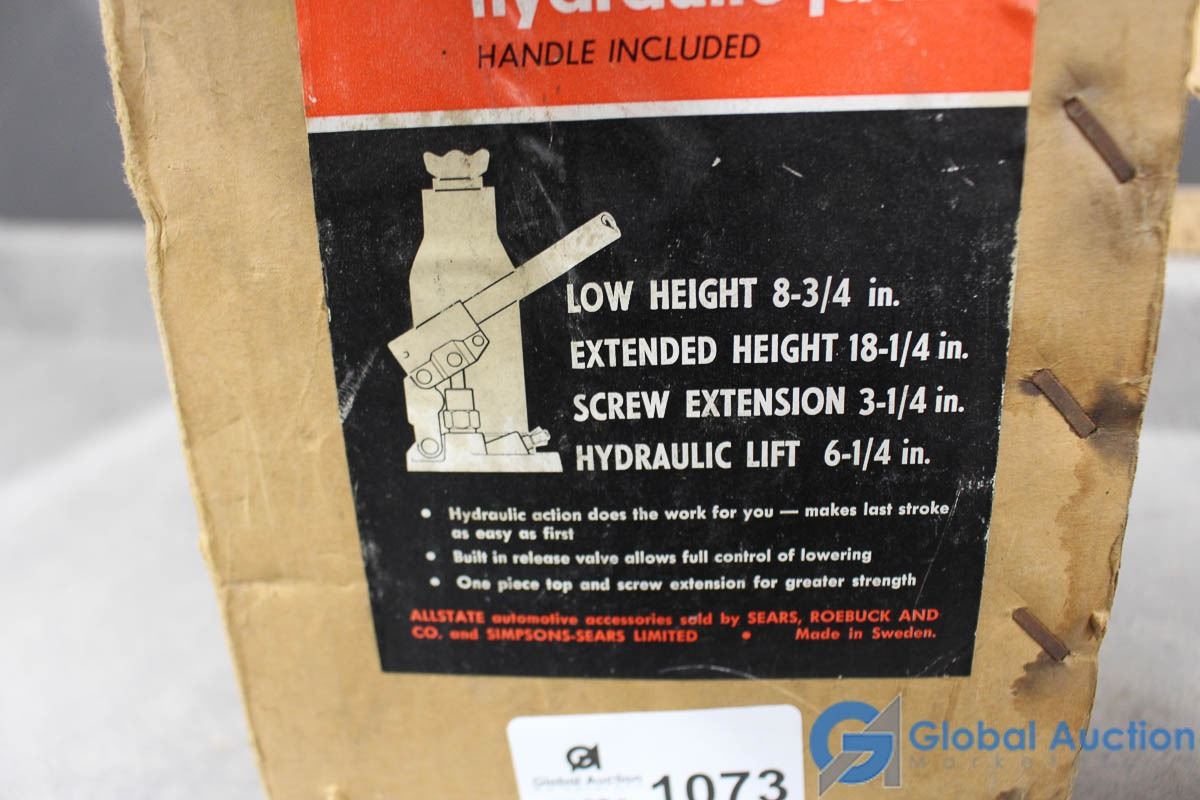 hydraulic jack
HANDLE INCLUDED
LOW HEIGHT 8-3/4 in.
EXTENDED HEIGHT 18-1/4 in.
SCREW EXTENSION 3-1/4 in.
HYDRAULIC LIFT 6-1/4 in.
• Hydraulic action does the work for you — makes last stroke
as easy as first
• Built in release valve allows full control of lowering
• One piece top and screw extension for greater strength
ALLSTATE automotive accessories sold by SEARS, ROEBUCK AND
CO. and SIMPSONS-SEARS LIMITED • Made in Sweden.
Global Auction
1073
Global Auction